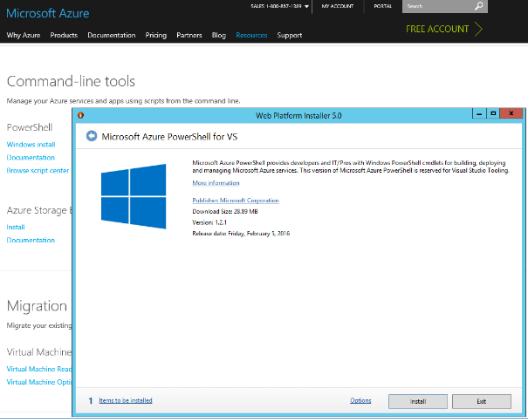 Microsoft Azure
SALES 1-800-867-1389
MY ACCOUNT
PORTAL
Search
Why Azure Products Documentation Pricing Partners Blog Resources Support
FREE ACCOUNT
Command-line tools
Manage your Azure services and apps using scripts from the command line.
PowerShell
Windows install
Documentation
Browse script center
Azure Storage
Install
Documentation
Migration
Migrate your existing
Virtual Machine
Virtual Machine Read
Virtual Machine Opti
Web Platform Installer 5.0
Microsoft Azure PowerShell for VS
Microsoft Azure PowerShell provides developers and IT/Pros with Windows PowerShell cmdlets for building, deploying
and managing Microsoft Azure services. This version of Microsoft Azure PowerShell is reserved for Visual Studio Tooling.
More information
Publisher: Microsoft Corporation
Download Size: 28.89 MB
Version: 1.2.1
Release date: Friday, February 5, 2016
1 Items to be installed
Options
Install
Exit